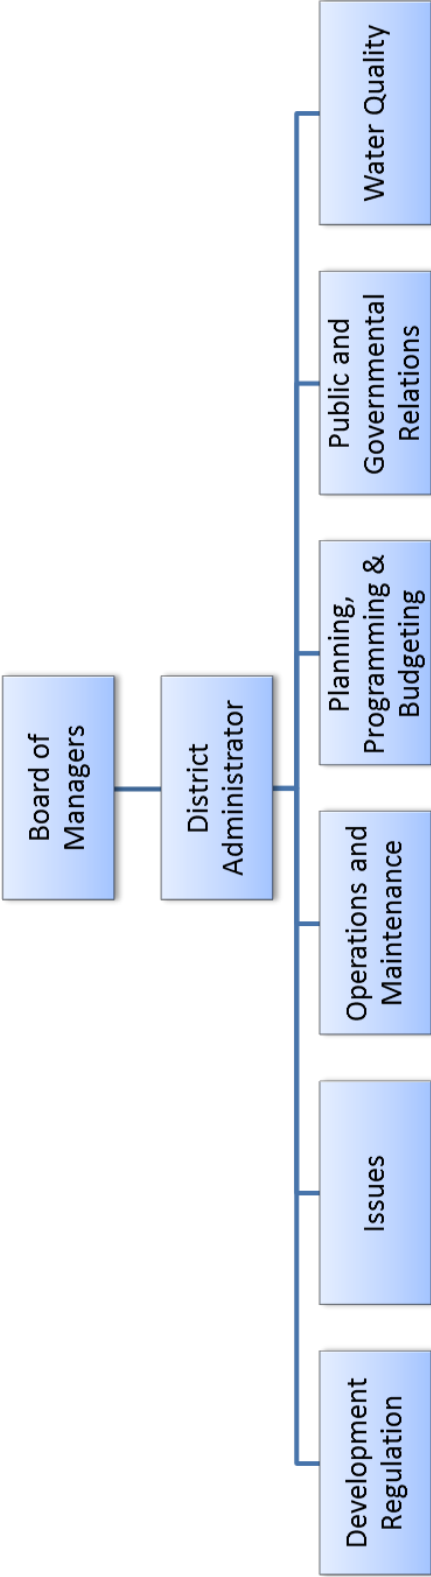 Board of
Managers
District
Administrator
Development
Regulation
Issues
Operations and
Maintenance
Planning,
Programming &
Budgeting
Public and
Governmental
Relations
Water Quality